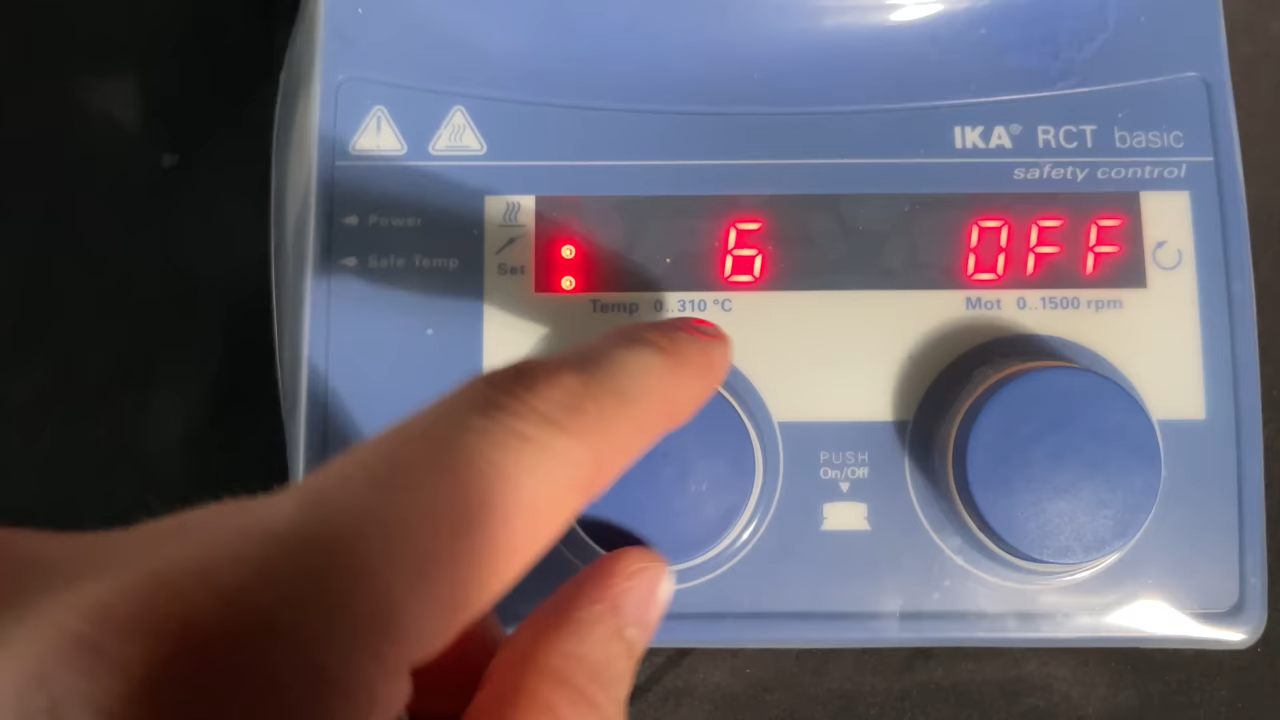 IKA® RCT basic
safety control
Power
Safe Temp
Set
6 OFF
Temp 0..310 °C
Mot 0..1500 rpm
PUSH
On/Off